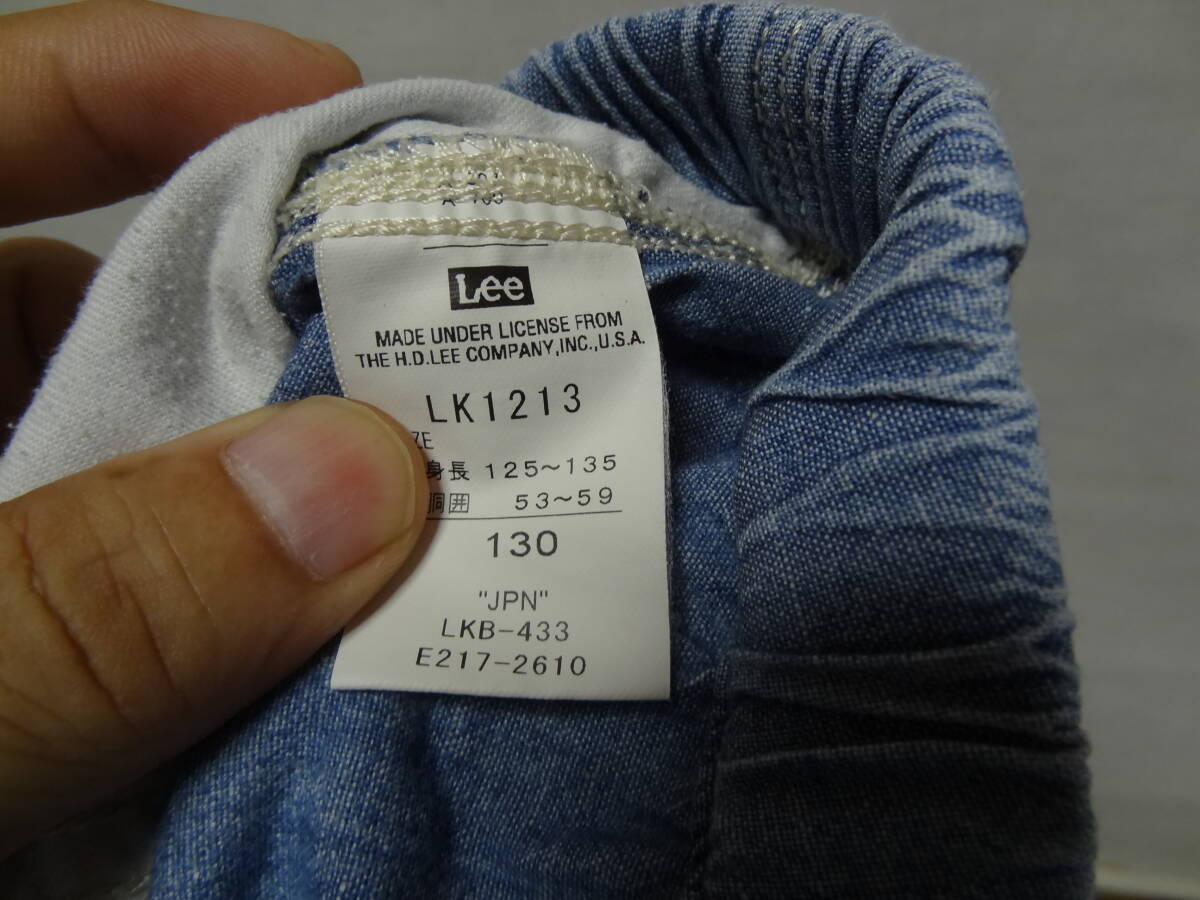 Lee
MADE UNDER LICENSE FROM
THE H.D.LEE COMPANY,INC.,U.S.A.
LK1213
身長 125〜135
胴囲 53〜59
130
"JPN"
LKB-433
E217-2610